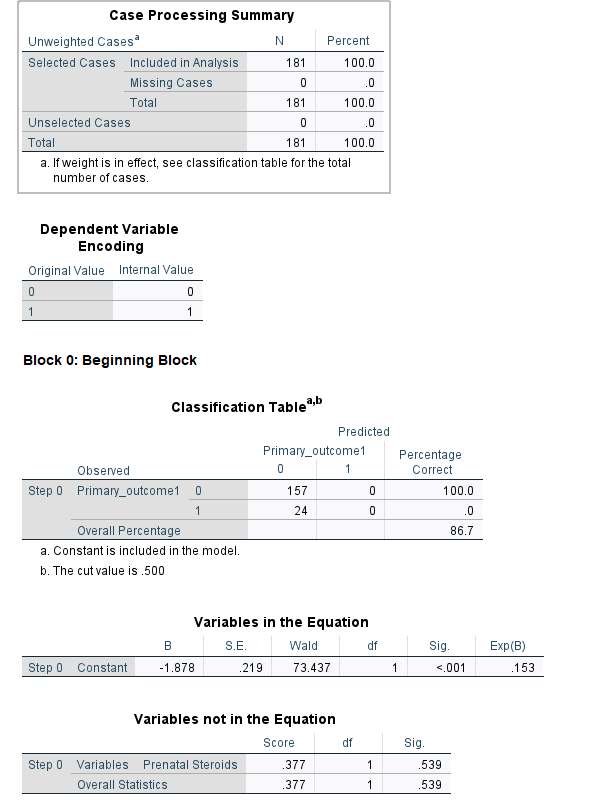 Case Processing Summary
Unweighted Cases^a N Percent
Selected Cases Included in Analysis 181 100.0
Missing Cases 0 .0
Total 181 100.0
Unselected Cases 0 .0
Total 181 100.0
a. If weight is in effect, see classification table for the total
number of cases.
Dependent Variable
Encoding
Original Value Internal Value
0 0
1 1
Block 0: Beginning Block
Classification Table^a,b
Predicted
Primary_outcome1 Percentage
Observed 0 1 Correct
Step 0 Primary_outcome1 0 157 0 100.0
1 24 0 .0
Overall Percentage 86.7
a. Constant is included in the model.
b. The cut value is .500
Variables in the Equation
B S.E. Wald df Sig. Exp(B)
Step 0 Constant -1.878 .219 73.437 1 <.001 .153
Variables not in the Equation
Score df Sig.
Step 0 Variables Prenatal Steroids .377 1 .539
Overall Statistics .377 1 .539